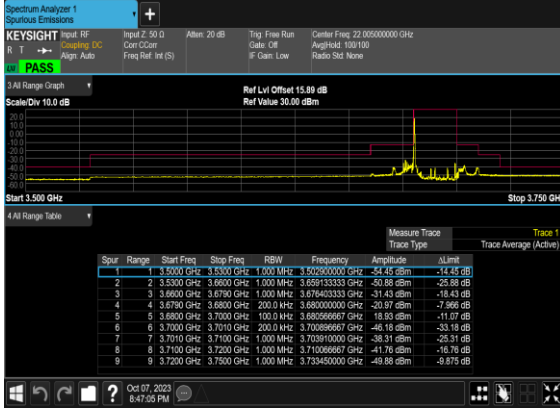 Spectrum Analyzer 1
Spurious Emissions
+
KEYSIGHT Input: RF Input Z: 50 Ω Atten: 20 dB Trig: Free Run Center Freq: 22.005000000 GHz
R T Coupling: DC Corr CCorr Gate: Off Avg|Hold: 100/100
Align: Auto Freq Ref: Int (S) IF Gain: Low Radio Std: None
PASS
3 All Range Graph
Ref Lvl Offset 15.89 dB
Scale/Div 10.0 dB Ref Value 30.00 dBm
20.0
10.0
0.00
-10.0
-20.0
-30.0
-40.0
-50.0
-60.0
Start 3.500 GHz Stop 3.750 GH
4 All Range Table
Measure Trace Trace 1
Trace Type Trace Average (Active)
Spur Range Start Freq Stop Freq RBW Frequency Amplitude ΔLimit
1 1 3.5000 GHz 3.5300 GHz 1.000 MHz 3.502900000 GHz -54.45 dBm -14.45 dB
2 2 3.5300 GHz 3.6600 GHz 1.000 MHz 3.659133333 GHz -50.88 dBm -25.88 dB
3 3 3.6600 GHz 3.6790 GHz 1.000 MHz 3.676403333 GHz -31.43 dBm -18.43 dB
4 4 3.6790 GHz 3.6800 GHz 200.0 kHz 3.680000000 GHz -20.97 dBm -7.966 dB
5 5 3.6800 GHz 3.7000 GHz 100.0 kHz 3.680566667 GHz 18.93 dBm -11.07 dB
6 6 3.7000 GHz 3.7010 GHz 200.0 kHz 3.700896667 GHz -46.18 dBm -33.18 dB
7 7 3.7010 GHz 3.7100 GHz 1.000 MHz 3.703910000 GHz -38.31 dBm -25.31 dB
8 8 3.7100 GHz 3.7200 GHz 1.000 MHz 3.710066667 GHz -41.76 dBm -16.76 dB
9 9 3.7200 GHz 3.7500 GHz 1.000 MHz 3.733450000 GHz -49.88 dBm -9.875 dB
? Oct 07, 2023
8:47:05 PM